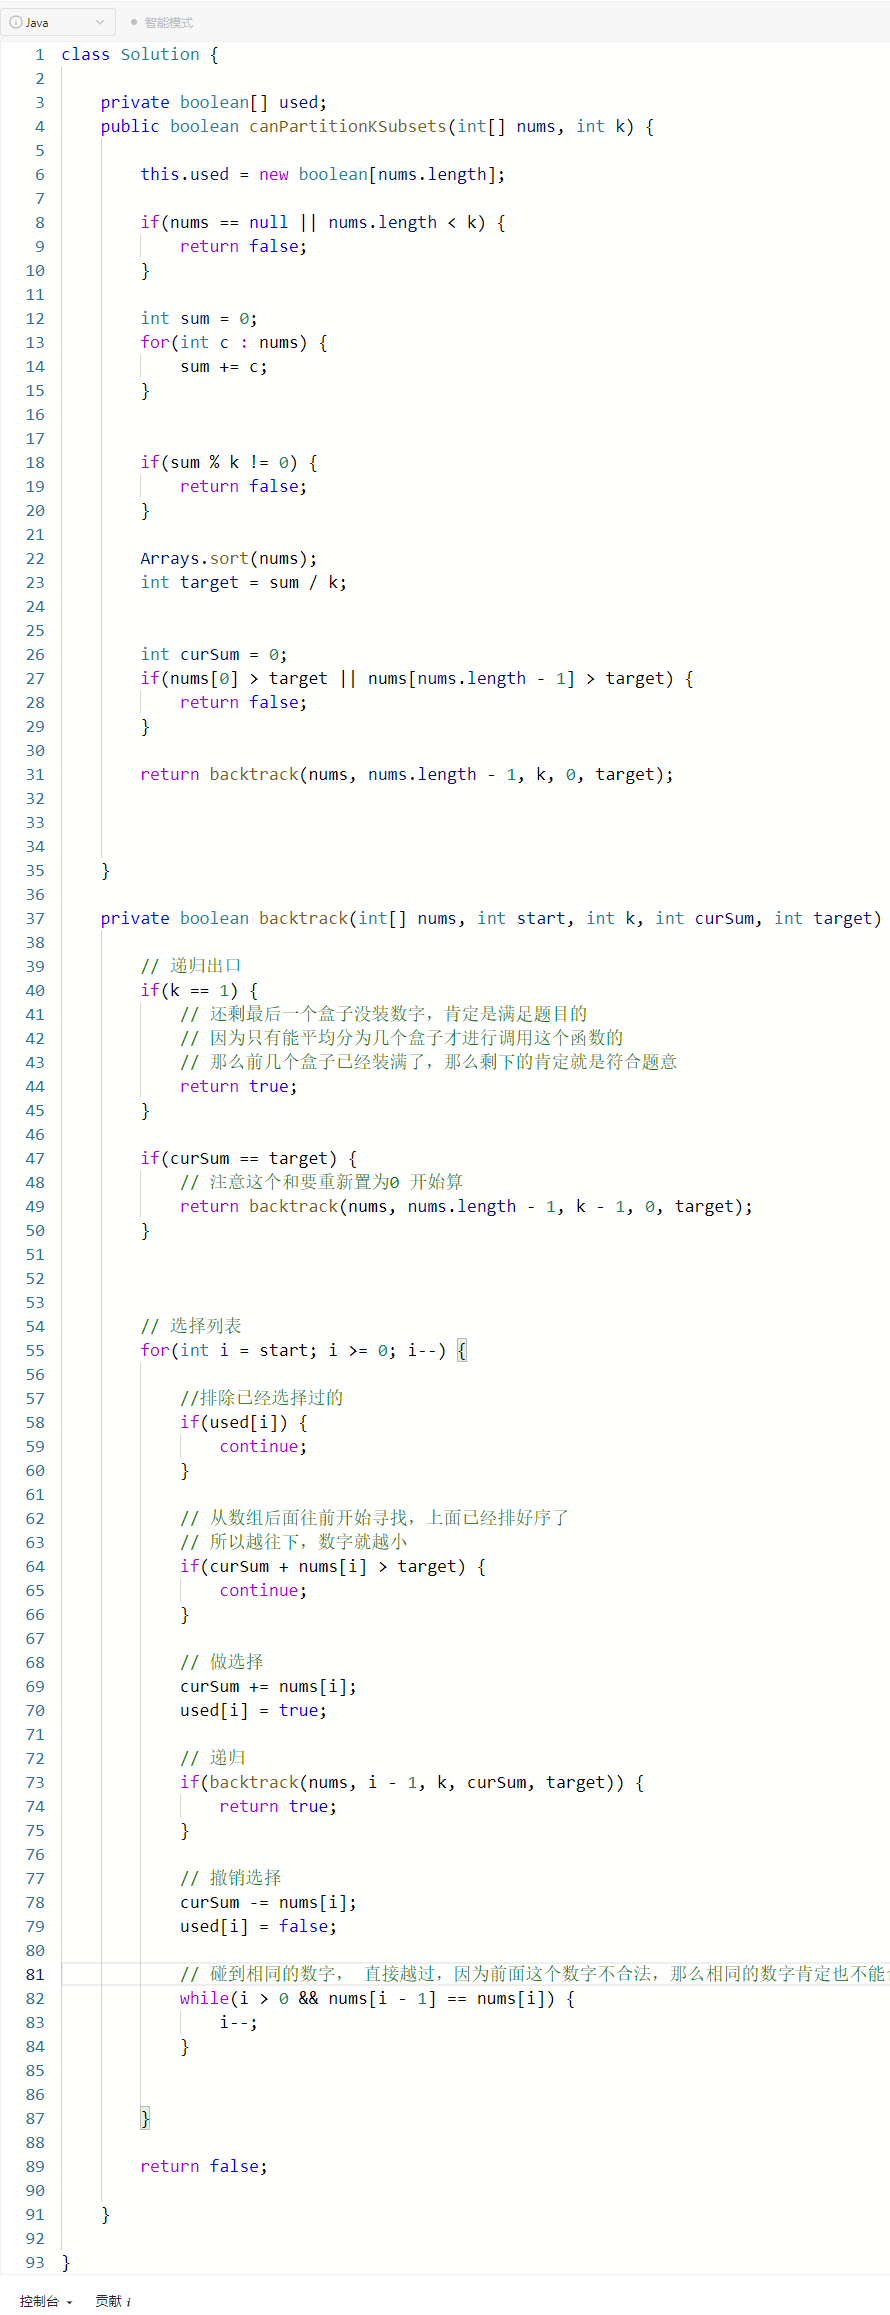 Java 智能模式
1 class Solution {
2
3 private boolean[] used;
4 public boolean canPartitionKSubsets(int[] nums, int k) {
5
6 this.used = new boolean[nums.length];
7
8 if(nums == null || nums.length < k) {
9 return false;
10 }
11
12 int sum = 0;
13 for(int c : nums) {
14 sum += c;
15 }
16
17
18 if(sum % k != 0) {
19 return false;
20 }
21
22 Arrays.sort(nums);
23 int target = sum / k;
24
25
26 int curSum = 0;
27 if(nums[0] > target || nums[nums.length - 1] > target) {
28 return false;
29 }
30
31 return backtrack(nums, nums.length - 1, k, 0, target);
32
33
34
35 }
36
37 private boolean backtrack(int[] nums, int start, int k, int curSum, int target)
38
39 // 递归出口
40 if(k == 1) {
41 // 还剩最后一个盒子没装数字，肯定是满足题目的
42 // 因为只有能平均分为几个盒子才进行调用这个函数的
43 // 那么前几个盒子已经装满了，那么剩下的肯定就是符合题意
44 return true;
45 }
46
47 if(curSum == target) {
48 // 注意这个和要重新置为0 开始算
49 return backtrack(nums, nums.length - 1, k - 1, 0, target);
50 }
51
52
53
54 // 选择列表
55 for(int i = start; i >= 0; i--) {
56
57 //排除已经选择过的
58 if(used[i]) {
59 continue;
60 }
61
62 // 从数组后面往前开始寻找，上面已经排好序了
63 // 所以越往下，数字就越小
64 if(curSum + nums[i] > target) {
65 continue;
66 }
67
68 // 做选择
69 curSum += nums[i];
70 used[i] = true;
71
72 // 递归
73 if(backtrack(nums, i - 1, k, curSum, target)) {
74 return true;
75 }
76
77 // 撤销选择
78 curSum -= nums[i];
79 used[i] = false;
80
81 // 碰到相同的数字， 直接越过，因为前面这个数字不合法，那么相同的数字肯定也不能
82 while(i > 0 && nums[i - 1] == nums[i]) {
83 i--;
84 }
85
86
87 }
88
89 return false;
90
91 }
92
93 }
控制台 贡献 i